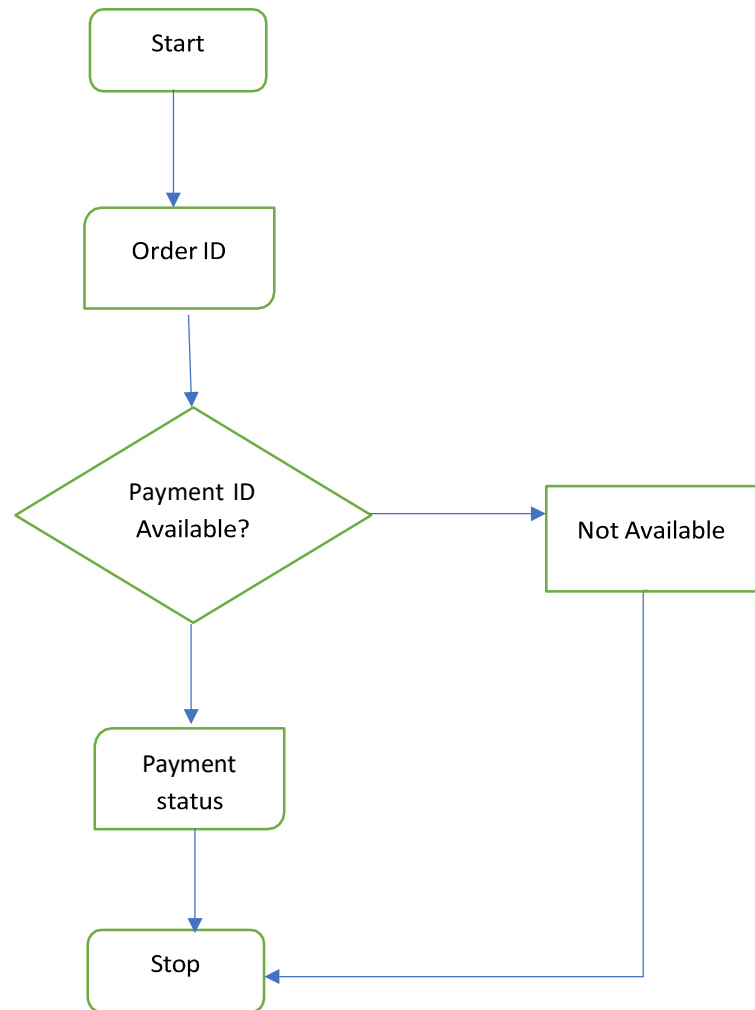 Start
Order ID
Payment ID
Available?
Not Available
Payment
status
Stop